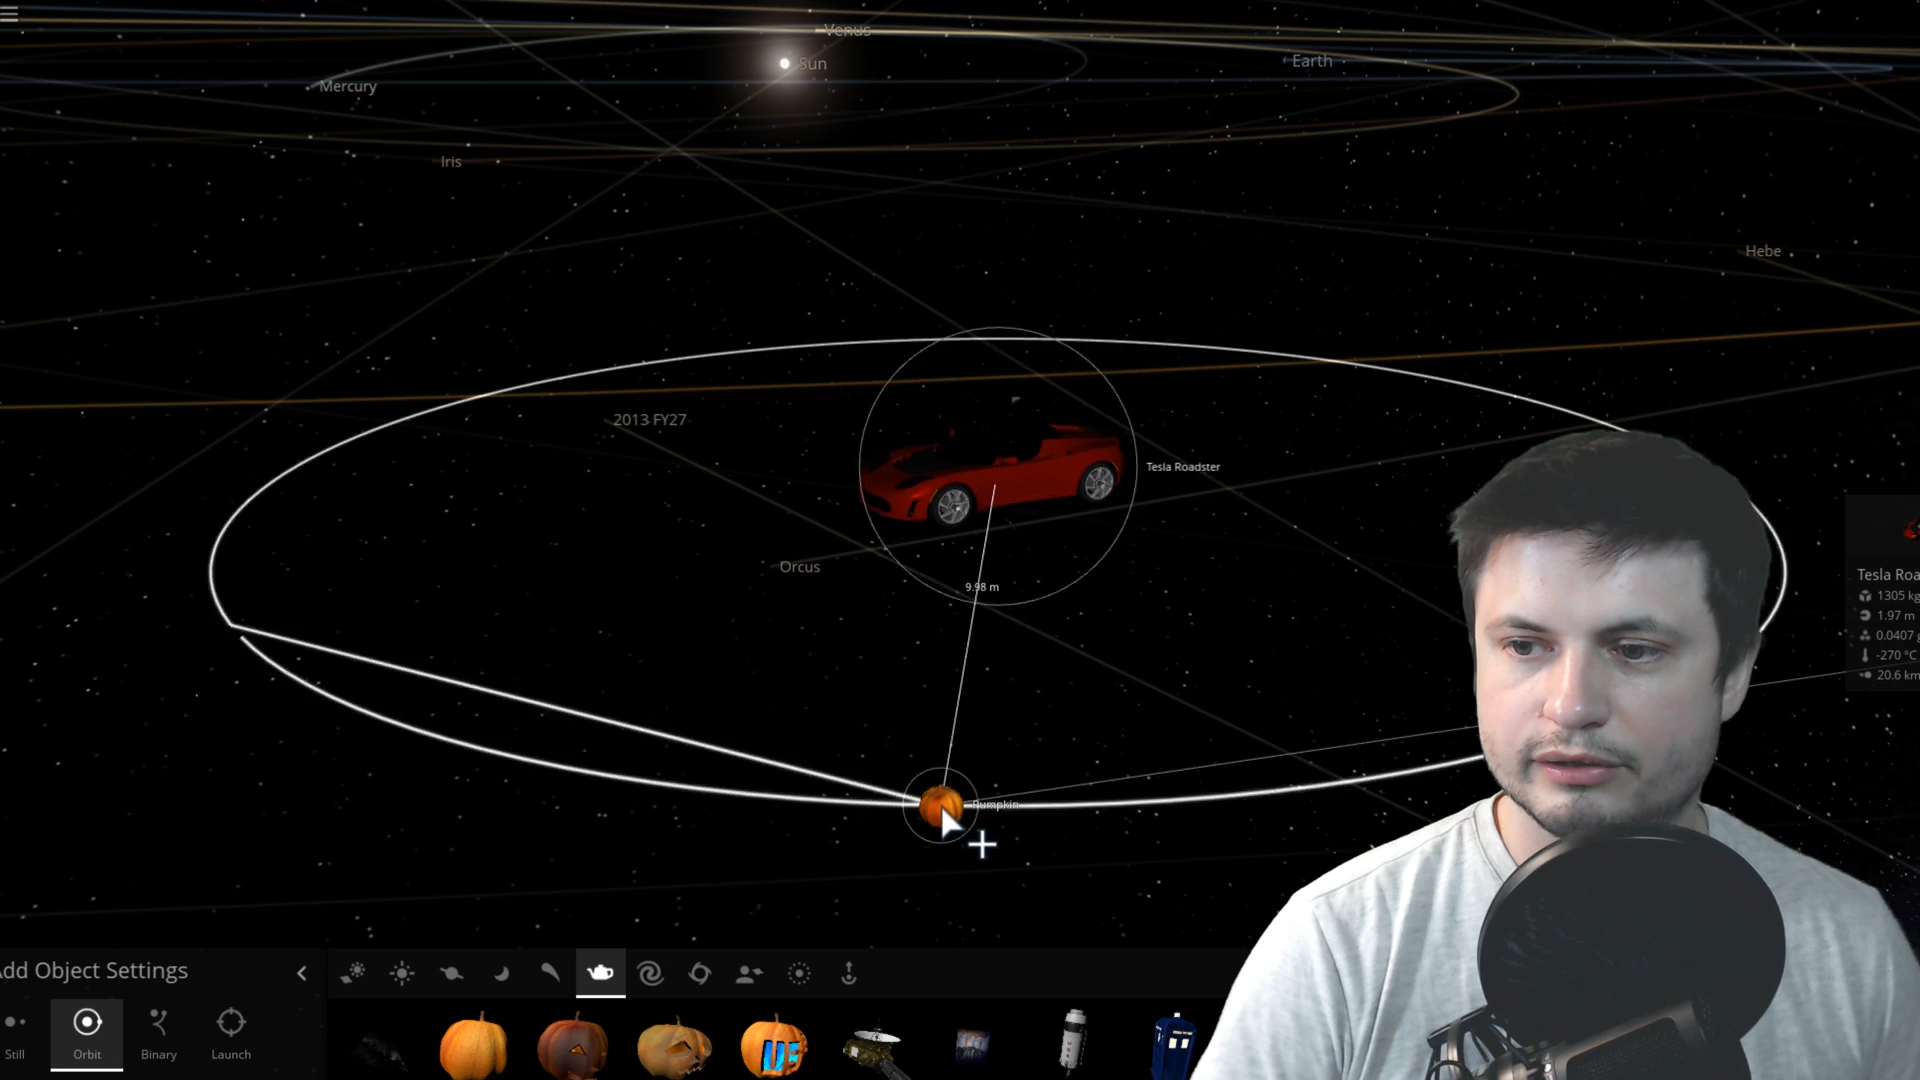 Venus
Sun
Earth
Mercury
Iris
Hebe
2013 FY27
Tesla Roadster
Orcus
9.98 m
Tesla Roa
1305 kg
1.97 m
0.0407 g
-270 °C
20.6 km
Pumpkin
dd Object Settings
Still
Orbit
Binary
Launch